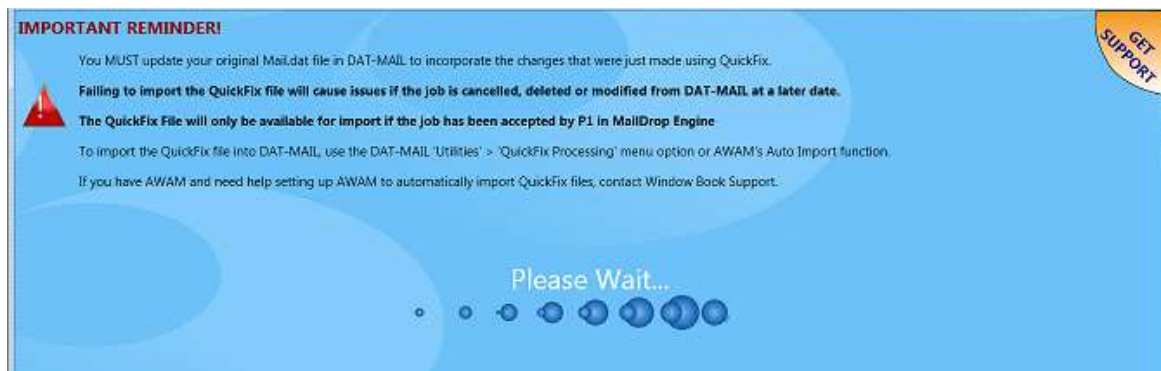 IMPORTANT REMINDER!
GET
SUPPORT
You MUST update your original Mail.dat file in DAT-MAIL to incorporate the changes that were just made using QuickFix.
Failing to import the QuickFix file will cause issues if the job is cancelled, deleted or modified from DAT-MAIL at a later date.
The QuickFix File will only be available for import if the job has been accepted by P1 in MailDrop Engine
To import the QuickFix file into DAT-MAIL, use the DAT-MAIL 'Utilities' > 'QuickFix Processing' menu option or AWAM's Auto Import function.
If you have AWAM and need help setting up AWAM to automatically import QuickFix files, contact Window Book Support.
Please Wait...